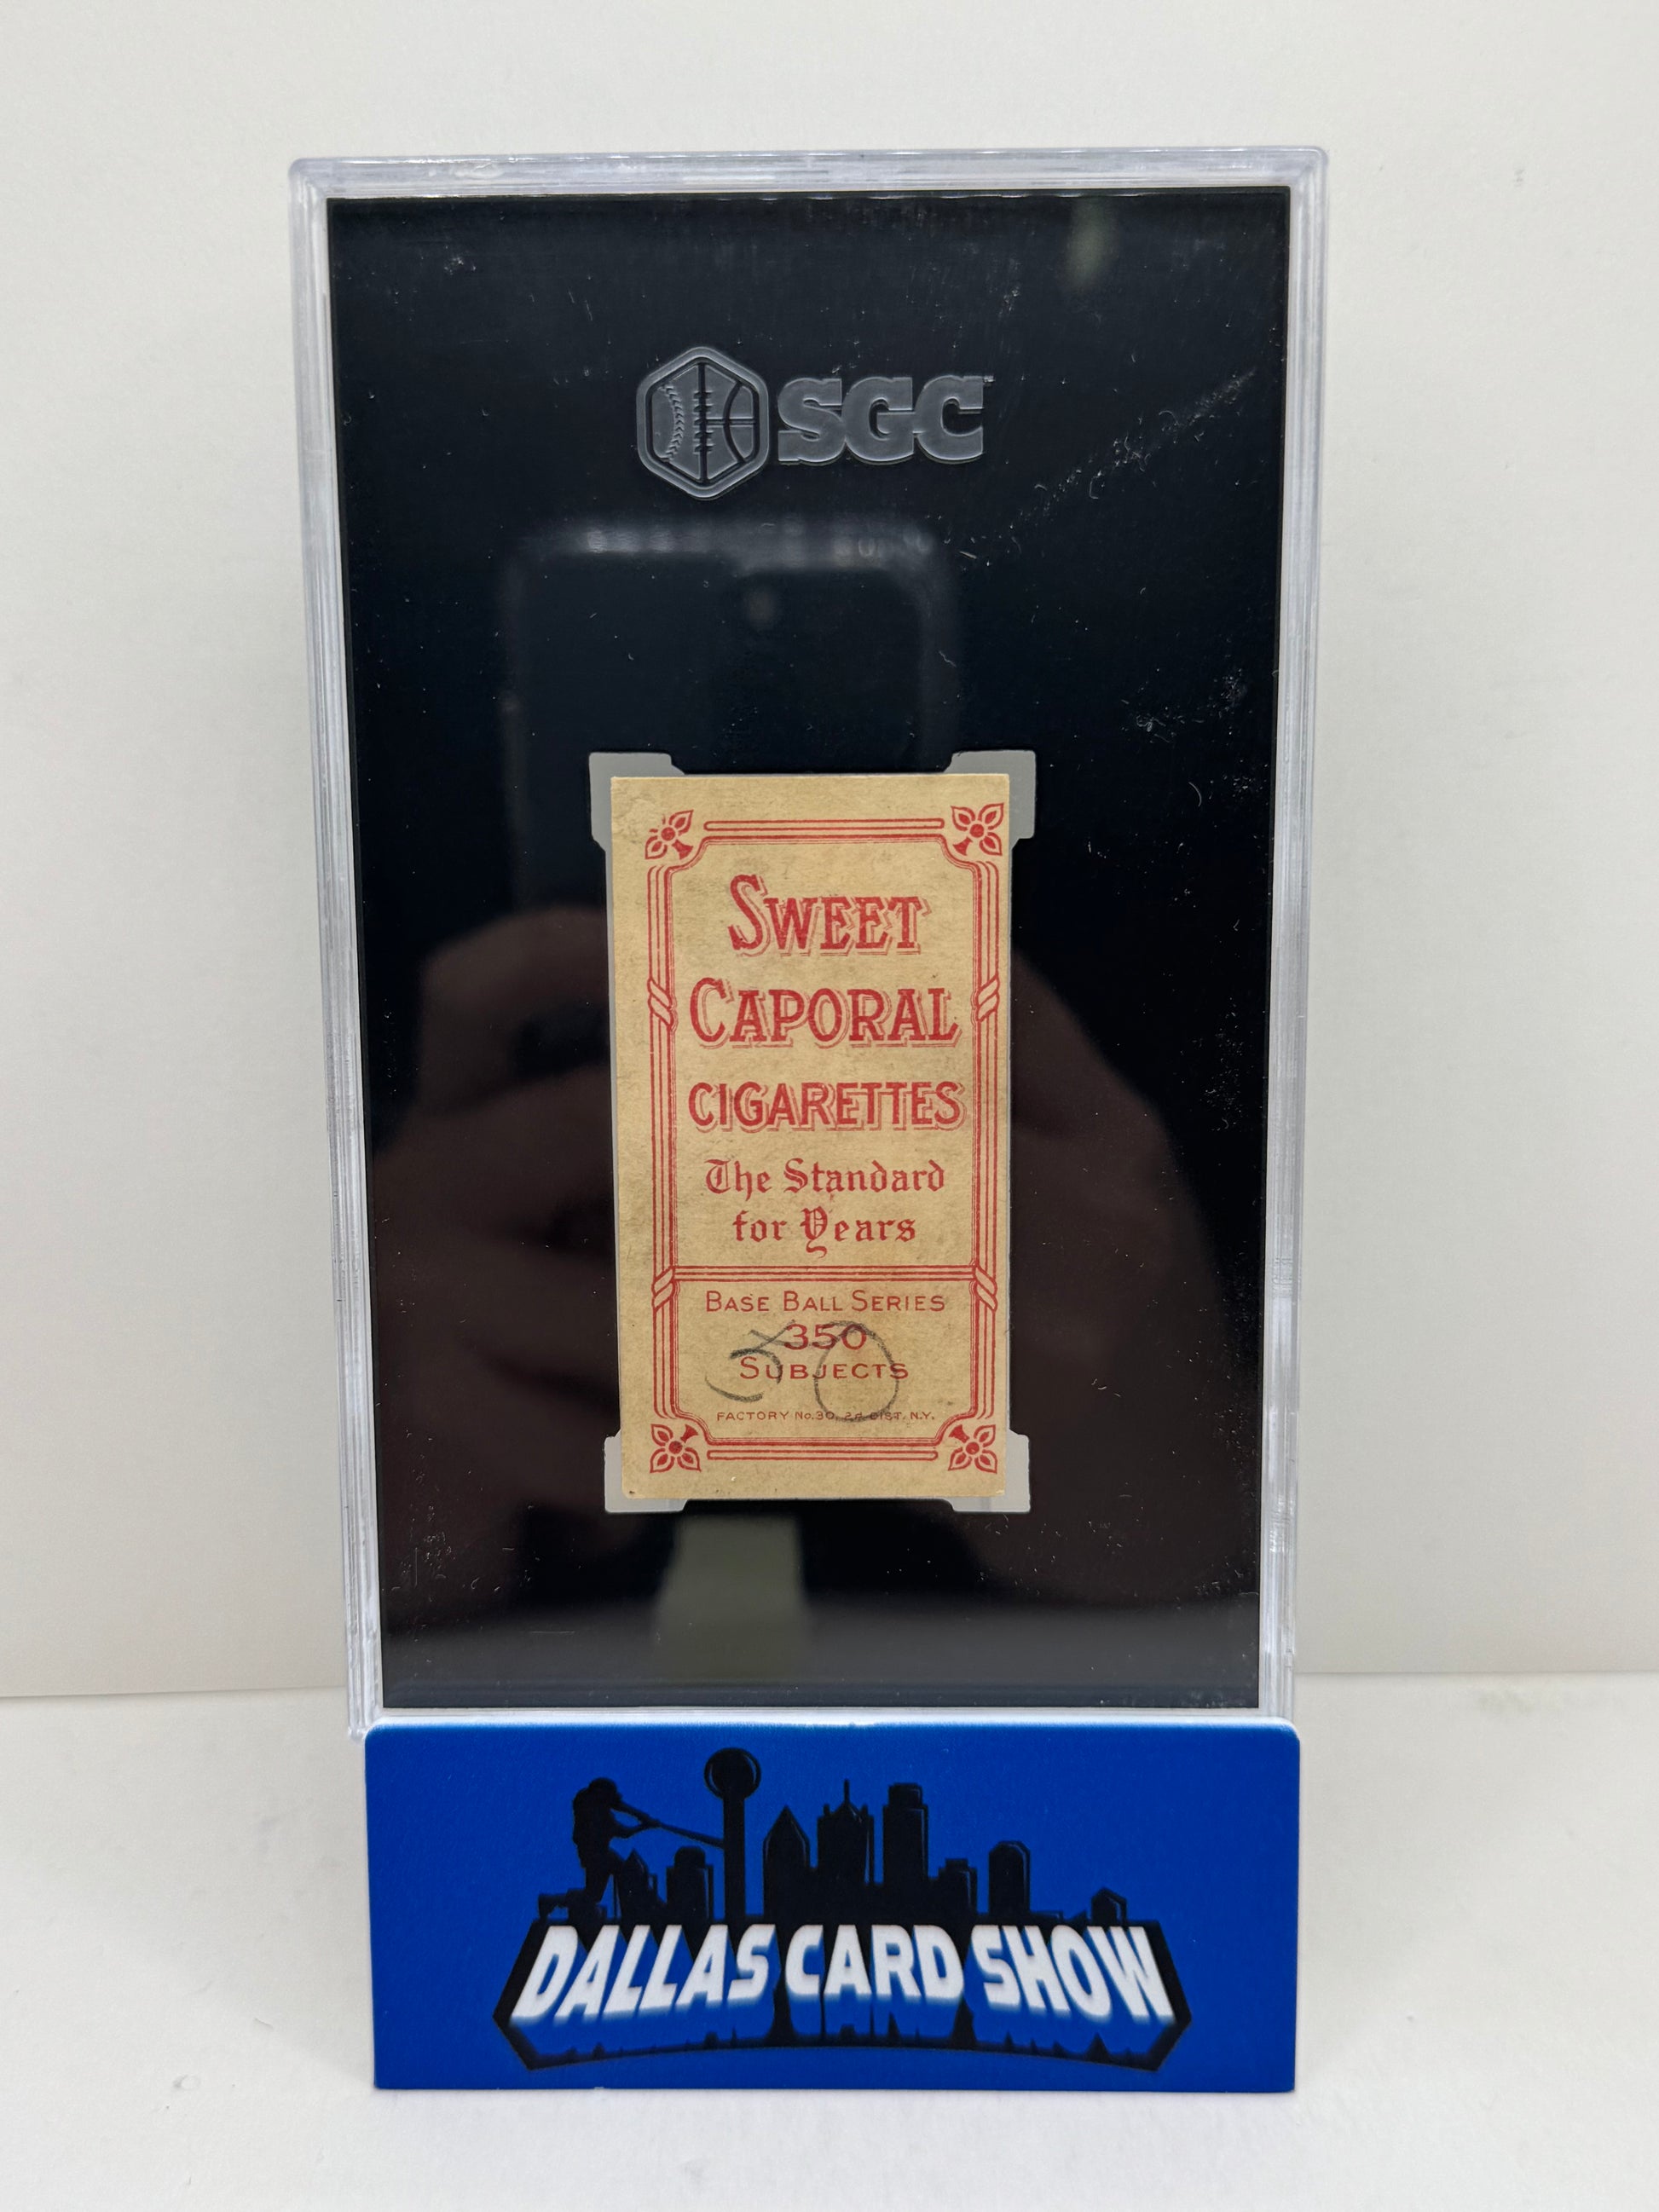 SGC
SWEET
CAPORAL
CIGARETTES
The Standard
for Years
BASE BALL SERIES
350
SUBJECTS
50
FACTORY No. 30, 2d DIST. N.Y.
DALLAS CARD SHOW